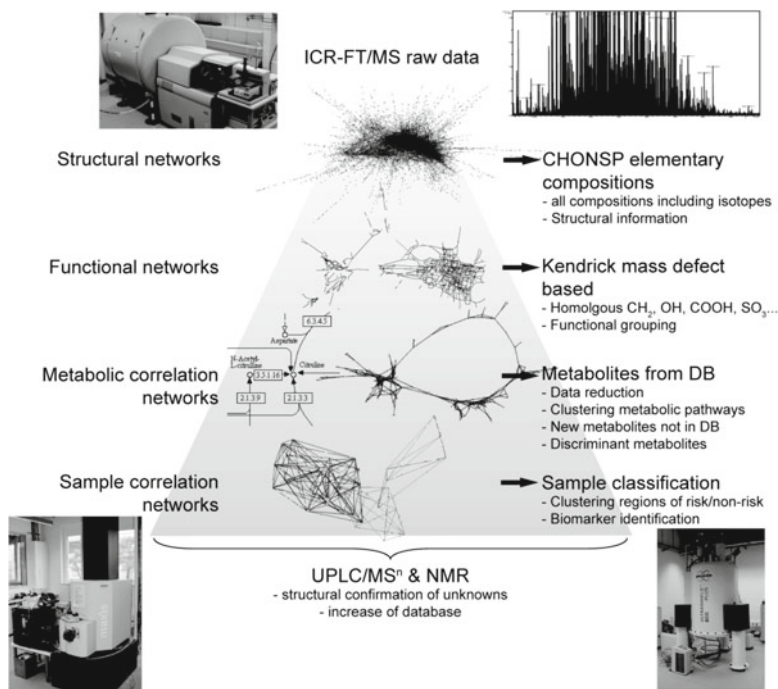 ICR-FT/MS raw data
Structural networks
CHONSP elementary
compositions
- all compositions including isotopes
- Structural information
Functional networks
Kendrick mass defect
based
- Homolgous CH₂, OH, COOH, SO₃...
- Functional grouping
6.3.4.5
Aspartate
N-Acetyl-
citrulline
3.5.1.16
Citrulline
2.1.3.9
2.1.3.3
Metabolic correlation
networks
Metabolites from DB
- Data reduction
- Clustering metabolic pathways
- New metabolites not in DB
- Discriminant metabolites
Sample correlation
networks
Sample classification
- Clustering regions of risk/non-risk
- Biomarker identification
UPLC/MSⁿ & NMR
- structural confirmation of unknowns
- increase of database
maXis